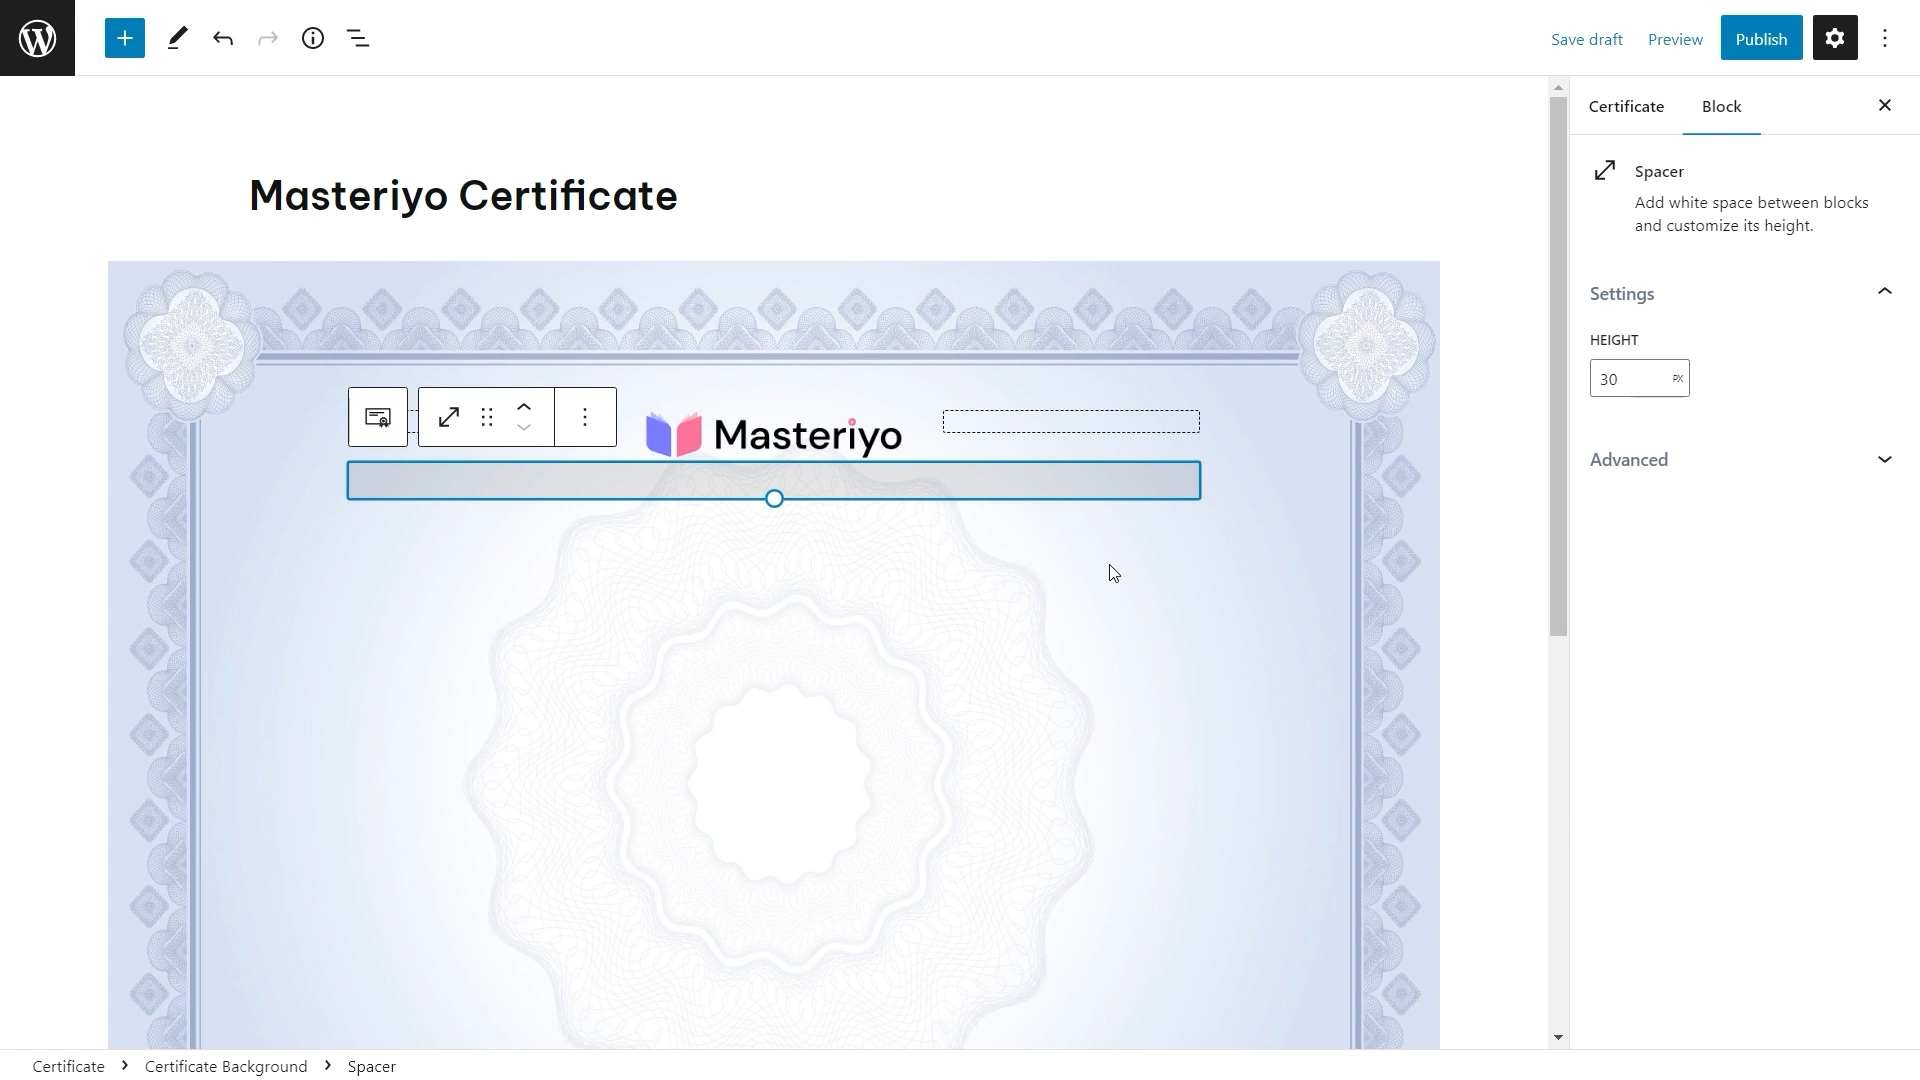 Save draft
Preview
Publish
Certificate
Block
Spacer
Add white space between blocks
and customize its height.
Settings
HEIGHT
30
PX
Advanced
Masteriyo Certificate
Masteriyo
Certificate
Certificate Background
Spacer